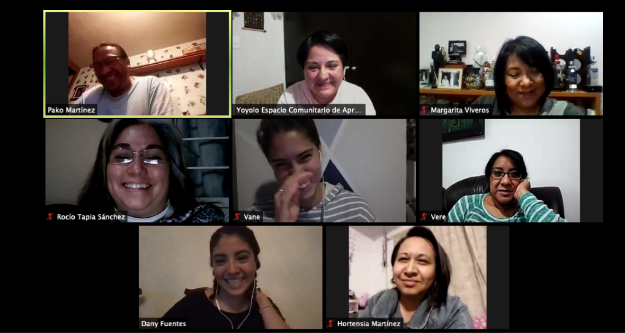 Pako Martínez
Yoyolo Espacio Comunitario de Apr...
Margarita Viveros
Rocío Tapia Sánchez
Vane
Vere
Dany Fuentes
Hortensia Martínez